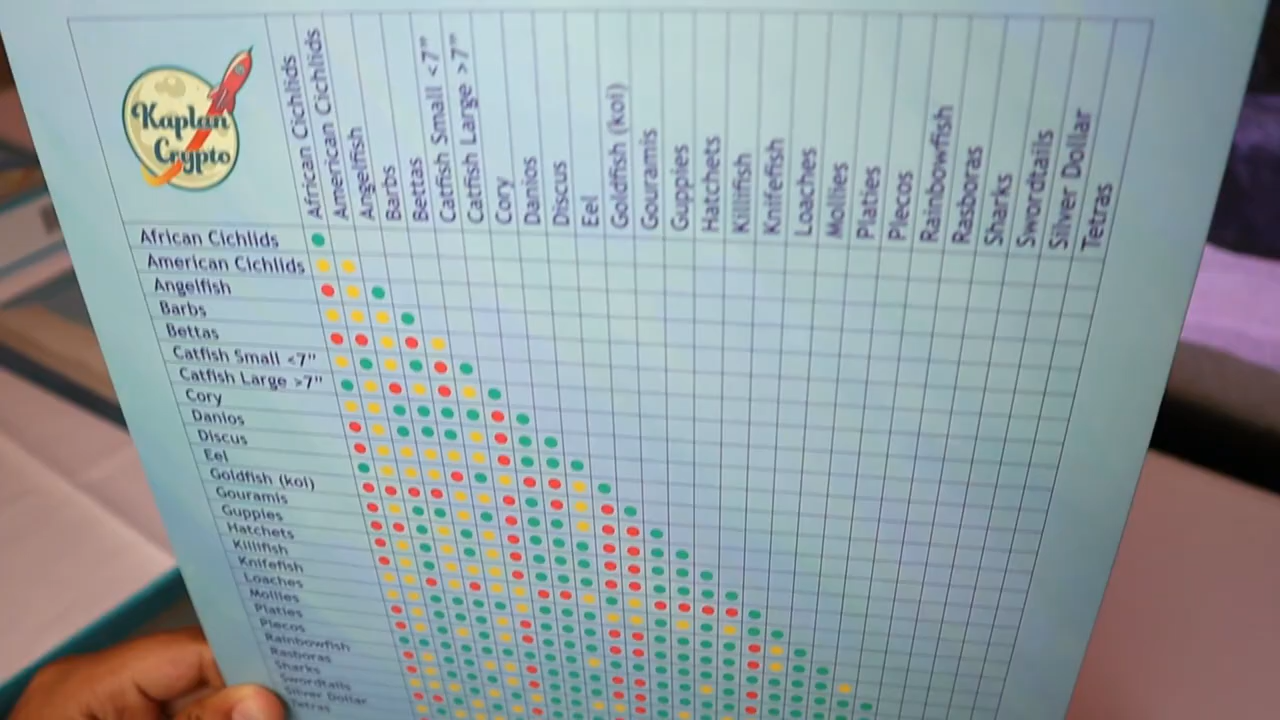 Kaplan
Crypto
African Cichlids
American Cichlids
Angelfish
Barbs
Bettas
Catfish Small <7"
Catfish Large >7"
Cory
Danios
Discus
Eel
Goldfish (koi)
Gouramis
Guppies
Hatchets
Killifish
Knifefish
Loaches
Mollies
Platies
Plecos
Rainbowfish
Rasboras
Sharks
Swordtails
Silver Dollar
Tetras
African Cichlids
American Cichlids
Angelfish
Barbs
Bettas
Catfish Small <7"
Catfish Large >7"
Cory
Danios
Discus
Eel
Goldfish (koi)
Gouramis
Guppies
Hatchets
Killifish
Knifefish
Loaches
Mollies
Platies
Plecos
Rainbowfish
Rasboras
Sharks
Swordtails
Silver Dollar
Tetras